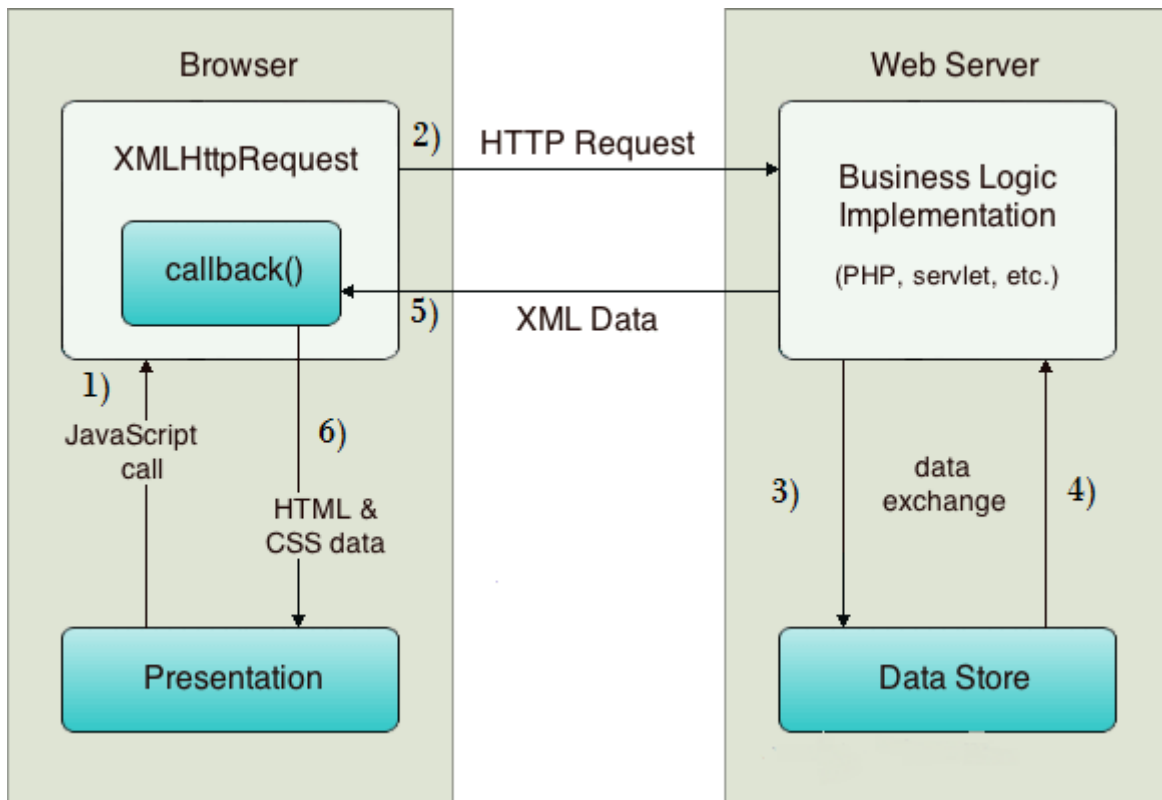 Browser
XMLHttpRequest
callback()
1)
JavaScript
call
6)
HTML &
CSS data
Presentation
2)
HTTP Request
5)
XML Data
Web Server
Business Logic
Implementation
(PHP, servlet, etc.)
3)
data
exchange
4)
Data Store